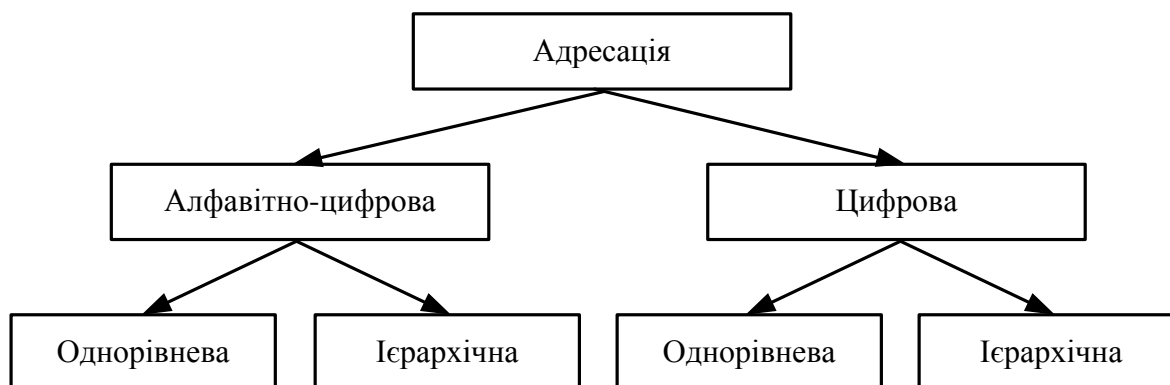 Адресація
Алфавітно-цифрова
Цифрова
Однорівнева
Ієрархічна
Однорівнева
Ієрархічна